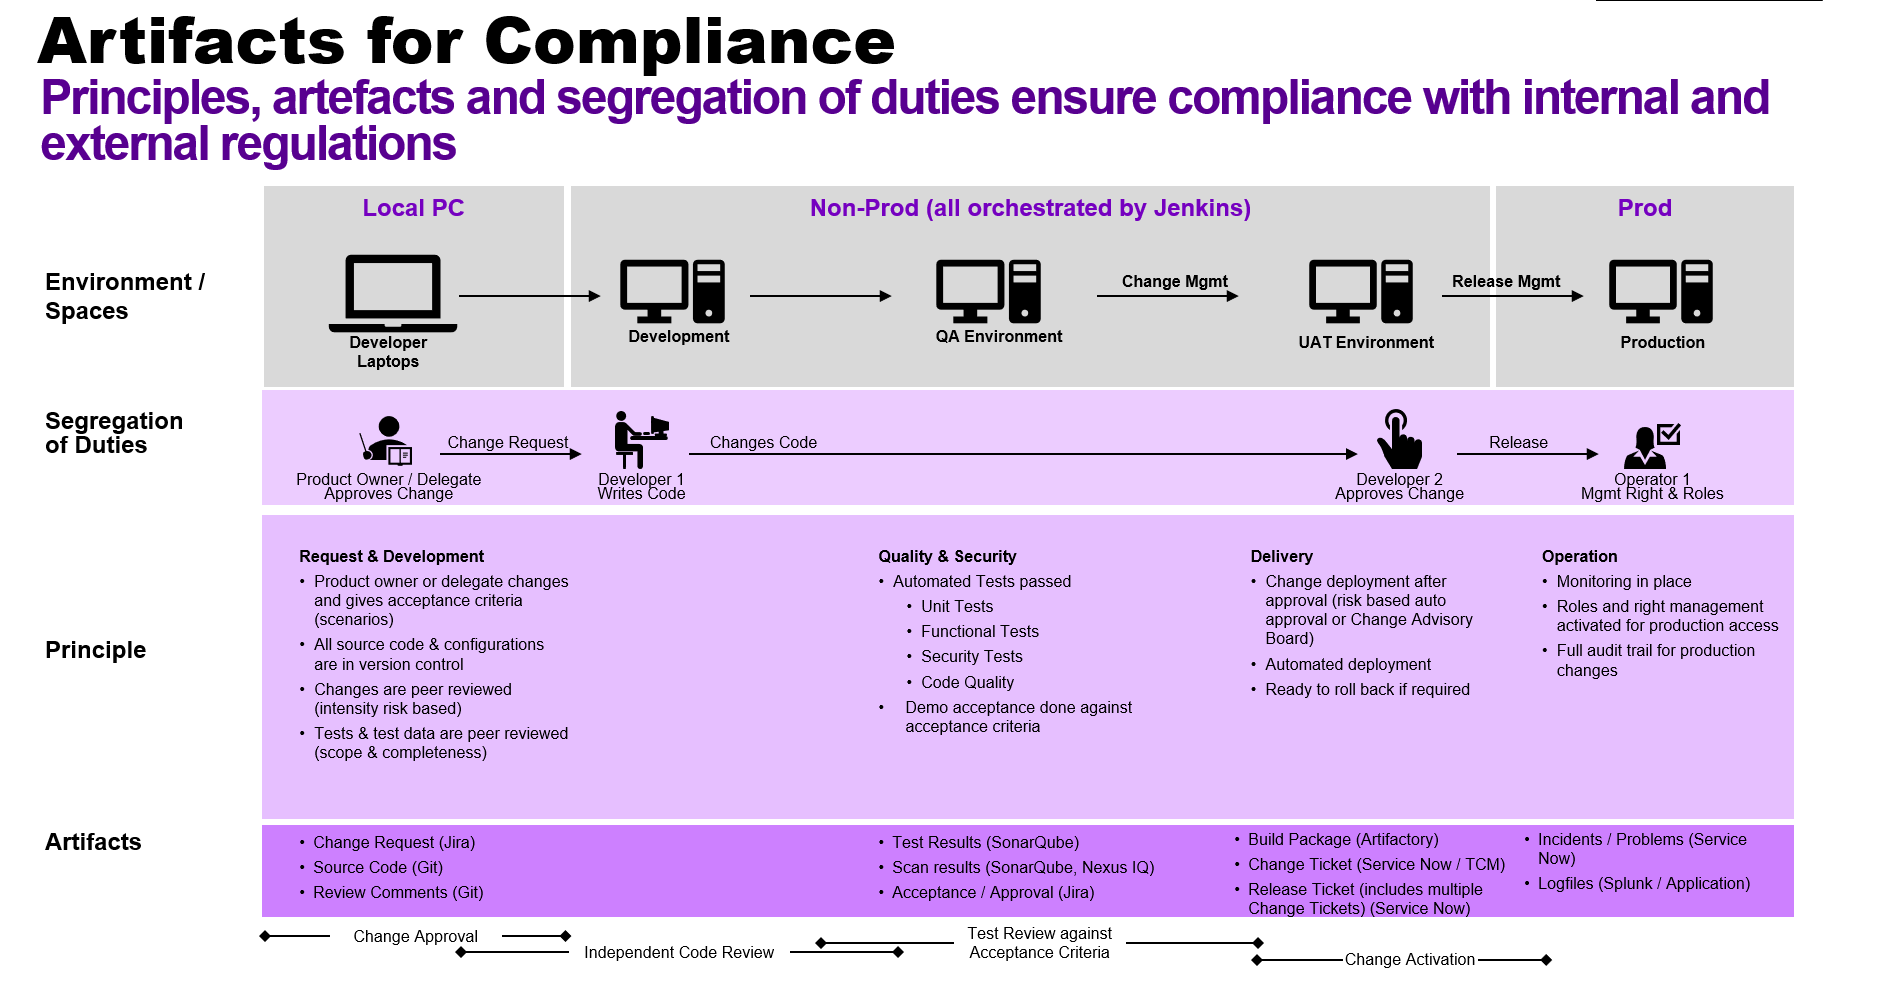 Artifacts for Compliance
Principles, artefacts and segregation of duties ensure compliance with internal and
external regulations
Local PC
Non-Prod (all orchestrated by Jenkins)
Prod
Environment /
Spaces
Developer
Laptops
Development
QA Environment
Change Mgmt
UAT Environment
Release Mgmt
Production
Segregation
of Duties
Product Owner / Delegate
Approves Change
Change Request
Developer 1
Writes Code
Changes Code
Developer 2
Approves Change
Release
Operator 1
Mgmt Right & Roles
Principle
Request & Development
• Product owner or delegate changes
and gives acceptance criteria
(scenarios)
• All source code & configurations
are in version control
• Changes are peer reviewed
(intensity risk based)
• Tests & test data are peer reviewed
(scope & completeness)
Quality & Security
• Automated Tests passed
• Unit Tests
• Functional Tests
• Security Tests
• Code Quality
• Demo acceptance done against
acceptance criteria
Delivery
• Change deployment after
approval (risk based auto
approval or Change Advisory
Board)
• Automated deployment
• Ready to roll back if required
Operation
• Monitoring in place
• Roles and right management
activated for production access
• Full audit trail for production
changes
Artifacts
• Change Request (Jira)
• Source Code (Git)
• Review Comments (Git)
• Test Results (SonarQube)
• Scan results (SonarQube, Nexus IQ)
• Acceptance / Approval (Jira)
• Build Package (Artifactory)
• Change Ticket (Service Now / TCM)
• Release Ticket (includes multiple
Change Tickets) (Service Now)
• Incidents / Problems (Service
Now)
• Logfiles (Splunk / Application)
Change Approval
Independent Code Review
Test Review against
Acceptance Criteria
Change Activation